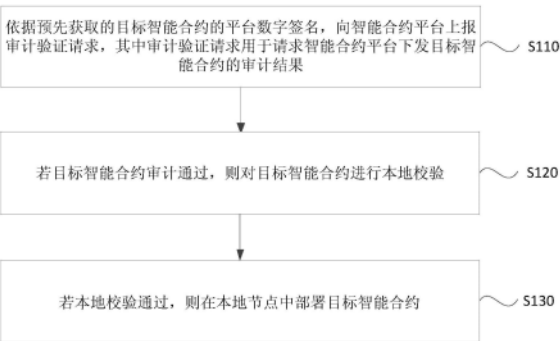 依据预先获取的目标智能合约的平台数字签名，向智能合约平台上报
审计验证请求，其中审计验证请求用于请求智能合约平台下发目标智
能合约的审计结果
S110
若目标智能合约审计通过，则对目标智能合约进行本地校验
S120
若本地校验通过，则在本地节点中部署目标智能合约
S130